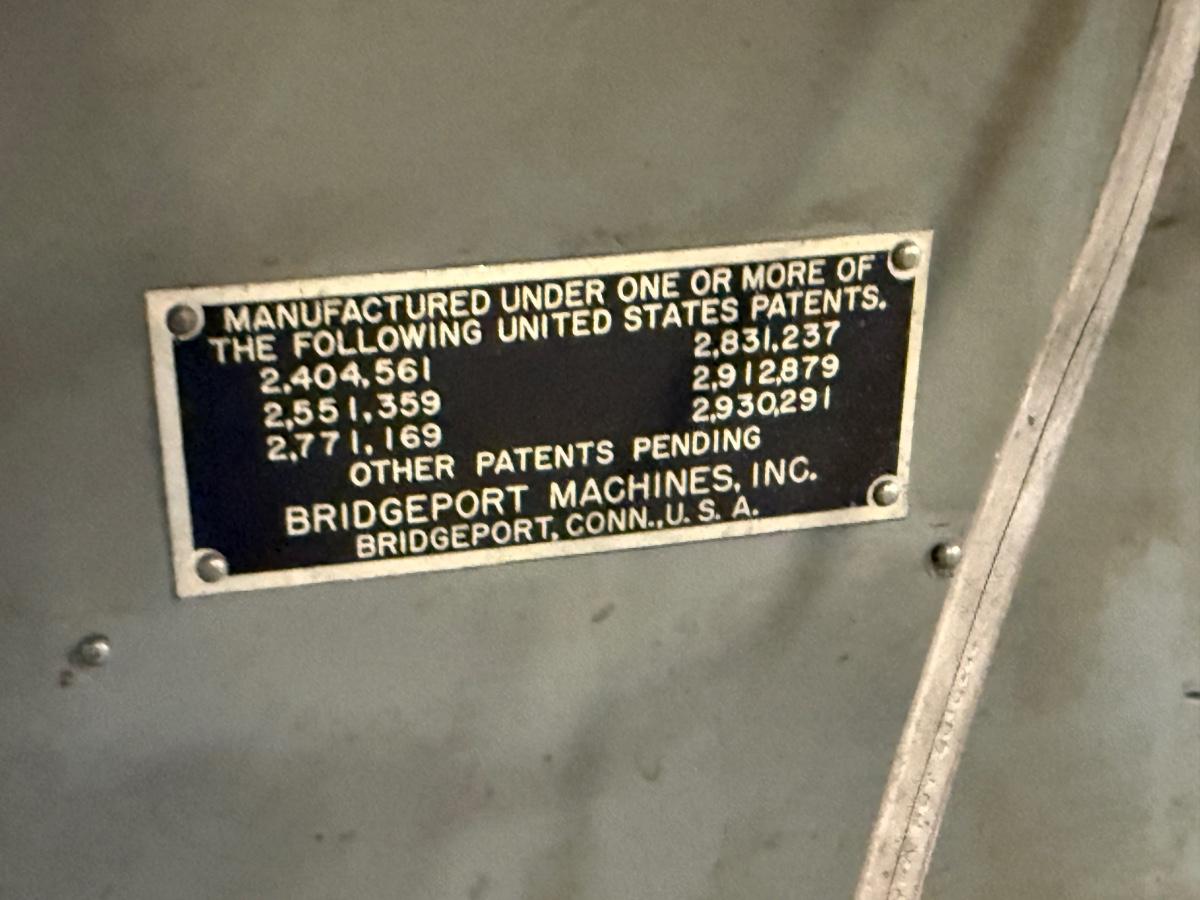 MANUFACTURED UNDER ONE OR MORE OF
THE FOLLOWING UNITED STATES PATENTS.
2,404,561 2,831,237
2,551,359 2,912,879
2,771,169 2,930,291
OTHER PATENTS PENDING
BRIDGEPORT MACHINES, INC.
BRIDGEPORT, CONN., U. S. A.